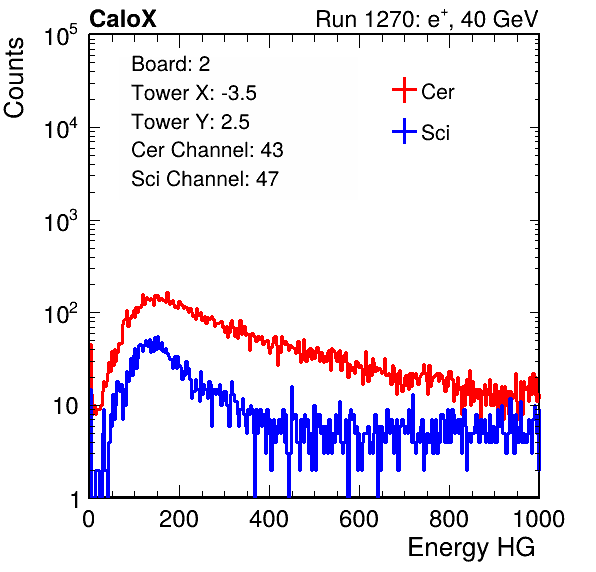 CaloX Run 1270: e⁺, 40 GeV
Counts
10⁵
10⁴
10³
10²
10
1
Board: 2
Tower X: -3.5
Tower Y: 2.5
Cer Channel: 43
Sci Channel: 47
Cer
Sci
0 200 400 600 800 1000
Energy HG